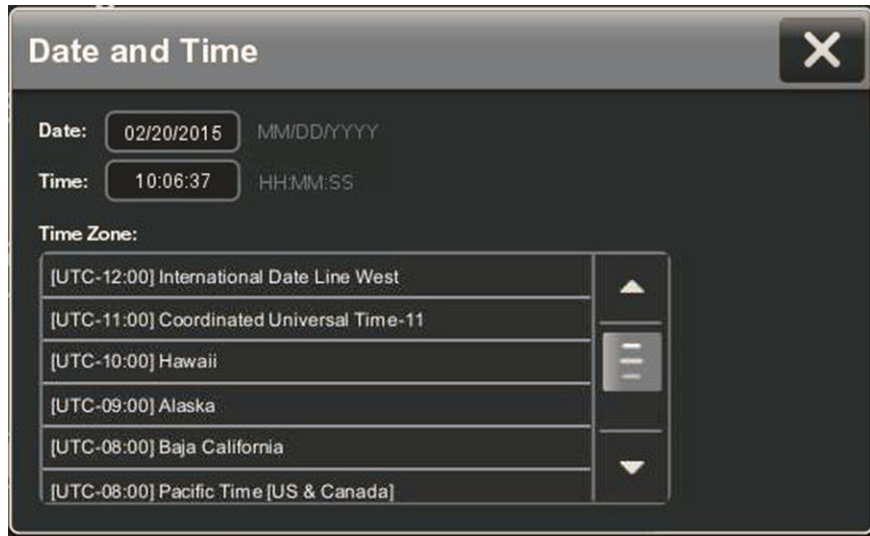 Date and Time
Date: 02/20/2015 MM/DD/YYYY
Time: 10:06:37 HH:MM:SS
Time Zone:
[UTC-12:00] International Date Line West
[UTC-11:00] Coordinated Universal Time-11
[UTC-10:00] Hawaii
[UTC-09:00] Alaska
[UTC-08:00] Baja California
[UTC-08:00] Pacific Time [US & Canada]